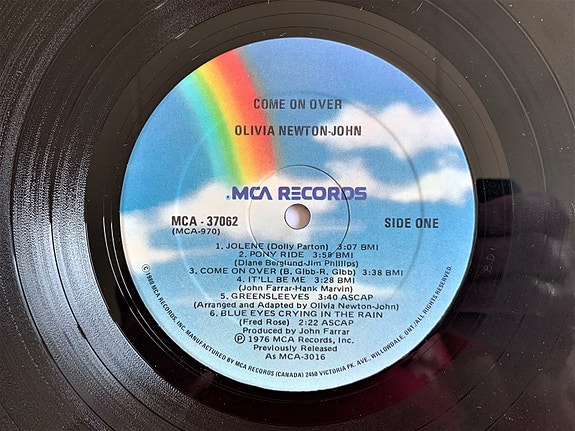 COME ON OVER
OLIVIA NEWTON-JOHN
MCA RECORDS
MCA - 37062
(MCA-970)
SIDE ONE
1. JOLENE (Dolly Parton) 3:07 BMI
2. PONY RIDE 3:58 BMI
(Diane Berglund-Jim Phillips)
3. COME ON OVER (B. Gibb-R. Gibb) 3:38 BMI
4. IT'LL BE ME 3:28 BMI
(John Farrar-Hank Marvin)
5. GREENSLEEVES 3:40 ASCAP
(Arranged and Adapted by Olivia Newton-John)
6. BLUE EYES CRYING IN THE RAIN
(Fred Rose) 2:22 ASCAP
Produced by John Farrar
℗ 1976 MCA Records, Inc.
Previously Released
As MCA-3016
© 1980 MCA RECORDS, INC. MANUFACTURED BY MCA RECORDS (CANADA) 2450 VICTORIA PK. AVE. WILLOWDALE, ONT./ALL RIGHTS RESERVED.